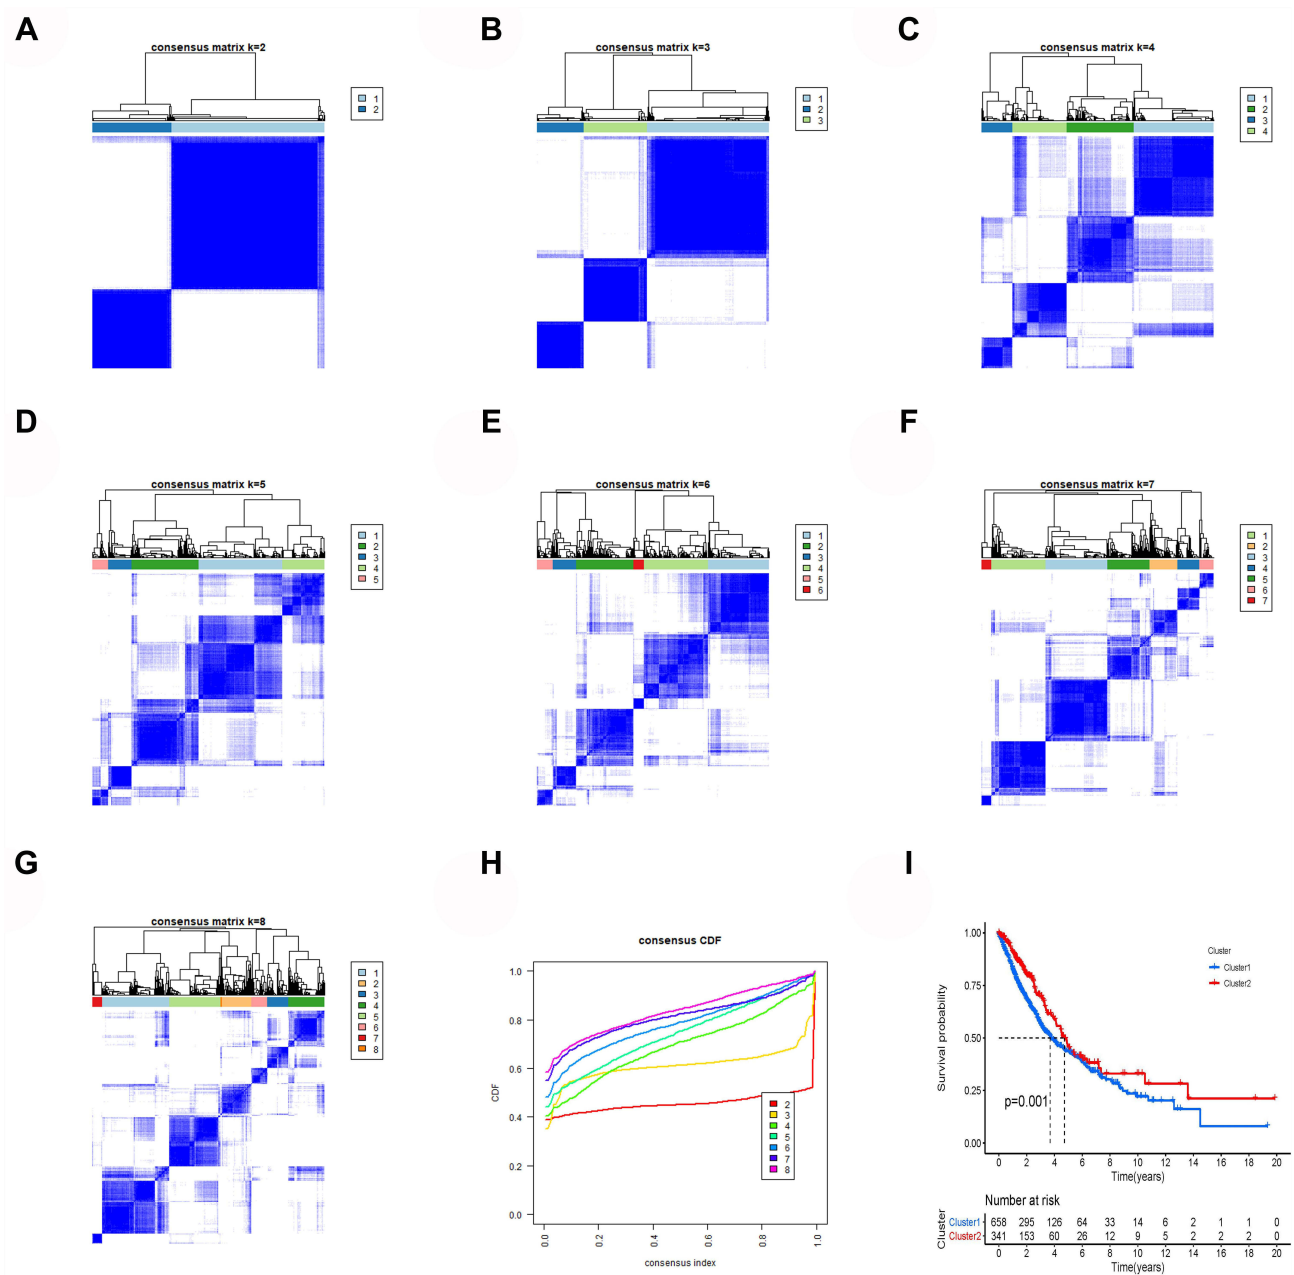 A
consensus matrix k=2
1
2
B
consensus matrix k=3
1
2
3
C
consensus matrix k=4
1
2
3
4
D
consensus matrix k=5
1
2
3
4
5
E
consensus matrix k=6
1
2
3
4
5
6
F
consensus matrix k=7
1
2
3
4
5
6
7
G
consensus matrix k=8
1
2
3
4
5
6
7
8
H
consensus CDF
CDF
1.0
0.8
0.6
0.4
0.2
0.0
2
3
4
5
6
7
8
0.0 0.2 0.4 0.6 0.8 1.0
consensus index
I
Cluster
Cluster1
Cluster2
Survival probability
1.00
0.75
0.50
0.25
0.00
p=0.001
0 2 4 6 8 10 12 14 16 18 20
Time(years)
Number at risk
Cluster
Cluster1 658 295 126 64 33 14 6 2 1 1 0
Cluster2 341 153 60 26 12 9 5 2 2 2 0
0 2 4 6 8 10 12 14 16 18 20
Time(years)